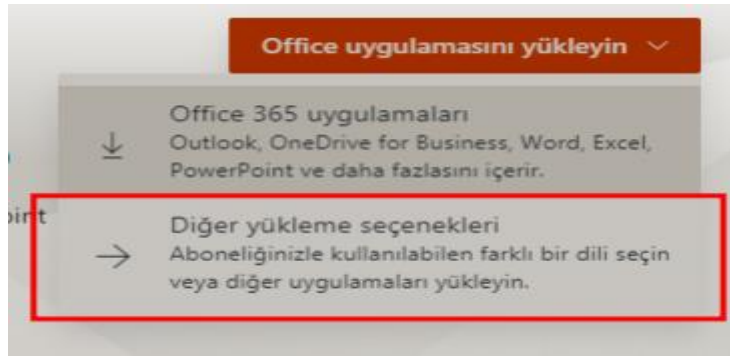 Office uygulamasını yükleyin
Office 365 uygulamaları
Outlook, OneDrive for Business, Word, Excel,
PowerPoint ve daha fazlasını içerir.
Diğer yükleme seçenekleri
Aboneliğinizle kullanılabilen farklı bir dili seçin
veya diğer uygulamaları yükleyin.
oint